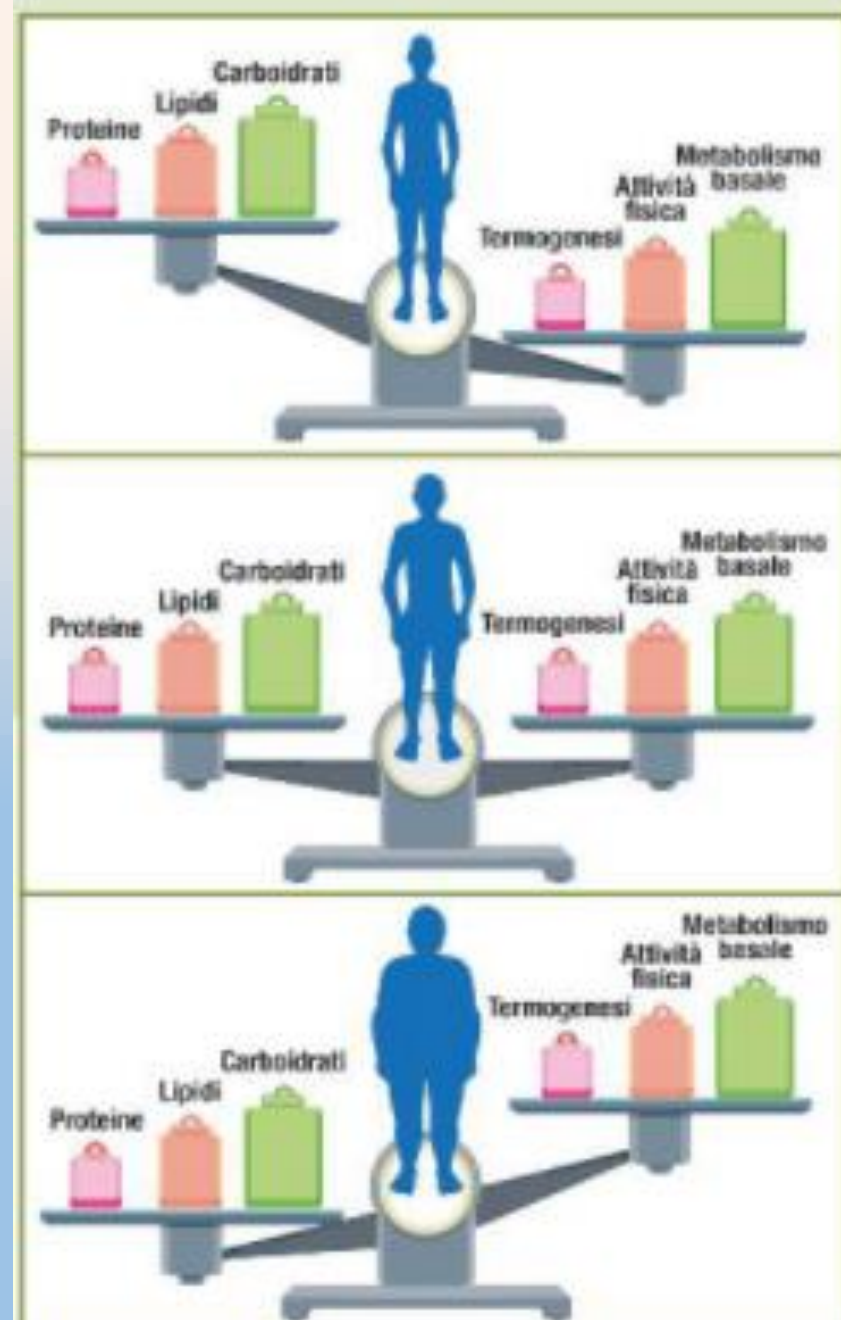 Proteine
Lipidi
Carboidrati
Termogenesi
Attività
fisica
Metabolismo
basale
Proteine
Lipidi
Carboidrati
Termogenesi
Attività
fisica
Metabolismo
basale
Proteine
Lipidi
Carboidrati
Termogenesi
Attività
fisica
Metabolismo
basale